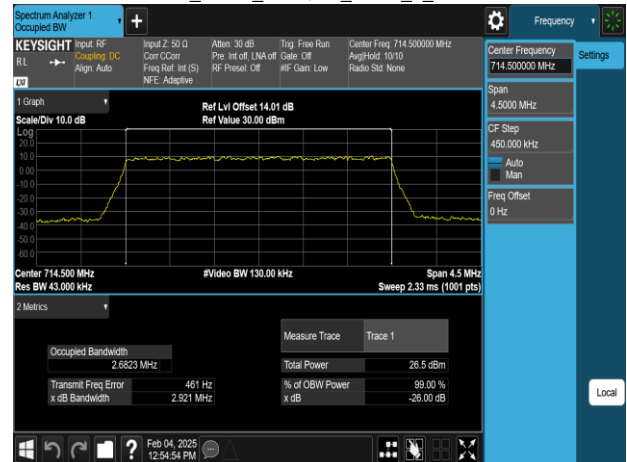 Spectrum Analyzer 1
Occupied BW
Frequency
KEYSIGHT
RL
LXI
Input: RF
Coupling: DC
Align: Auto
Input Z: 50 Ω
Corr CCorr
Freq Ref: Int (S)
NFE: Adaptive
Atten: 30 dB
Pre: Int off, LNA off
RF Preset: Off
Trig: Free Run
Gate: Off
#IF Gain: Low
Center Freq: 714.500000 MHz
Avg|Hold: 10/10
Radio Std: None
Center Frequency
714.500000 MHz
Settings
Span
4.5000 MHz
CF Step
450.000 kHz
Auto
Man
Freq Offset
0 Hz
Local
1 Graph
Scale/Div 10.0 dB
Ref Lvl Offset 14.01 dB
Ref Value 30.00 dBm
Log
20.0
10.0
0.00
-10.0
-20.0
-30.0
-40.0
-50.0
-60.0
Center 714.500 MHz
Res BW 43.000 kHz
#Video BW 130.00 kHz
Span 4.5 MHz
Sweep 2.33 ms (1001 pts)
2 Metrics
Measure Trace Trace 1
Occupied Bandwidth
2.6823 MHz
Total Power 26.5 dBm
Transmit Freq Error 461 Hz
% of OBW Power 99.00 %
x dB Bandwidth 2.921 MHz
x dB -26.00 dB
?
Feb 04, 2025
12:54:54 PM